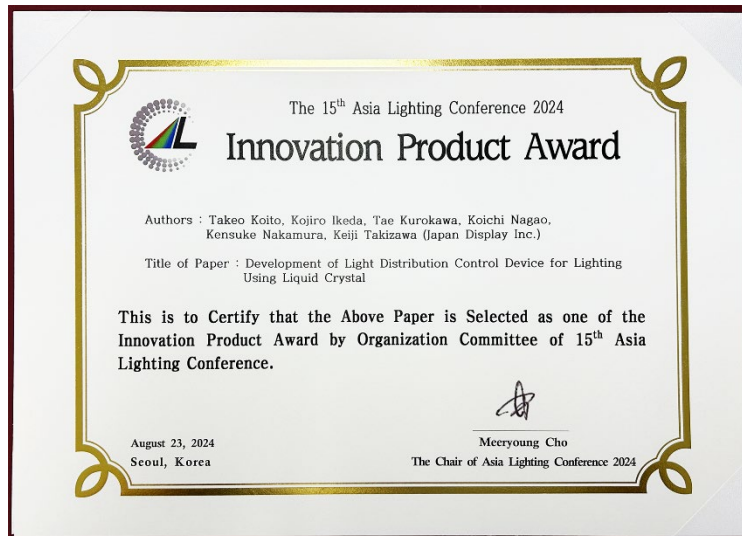 The 15th Asia Lighting Conference 2024
Innovation Product Award
Authors : Takeo Koito, Kojiro Ikeda, Tae Kurokawa, Koichi Nagao,
Kensuke Nakamura, Keiji Takizawa (Japan Display Inc.)
Title of Paper : Development of Light Distribution Control Device for Lighting
Using Liquid Crystal
This is to Certify that the Above Paper is Selected as one of the
Innovation Product Award by Organization Committee of 15th Asia
Lighting Conference.
August 23, 2024
Seoul, Korea
Meeryoung Cho
The Chair of Asia Lighting Conference 2024